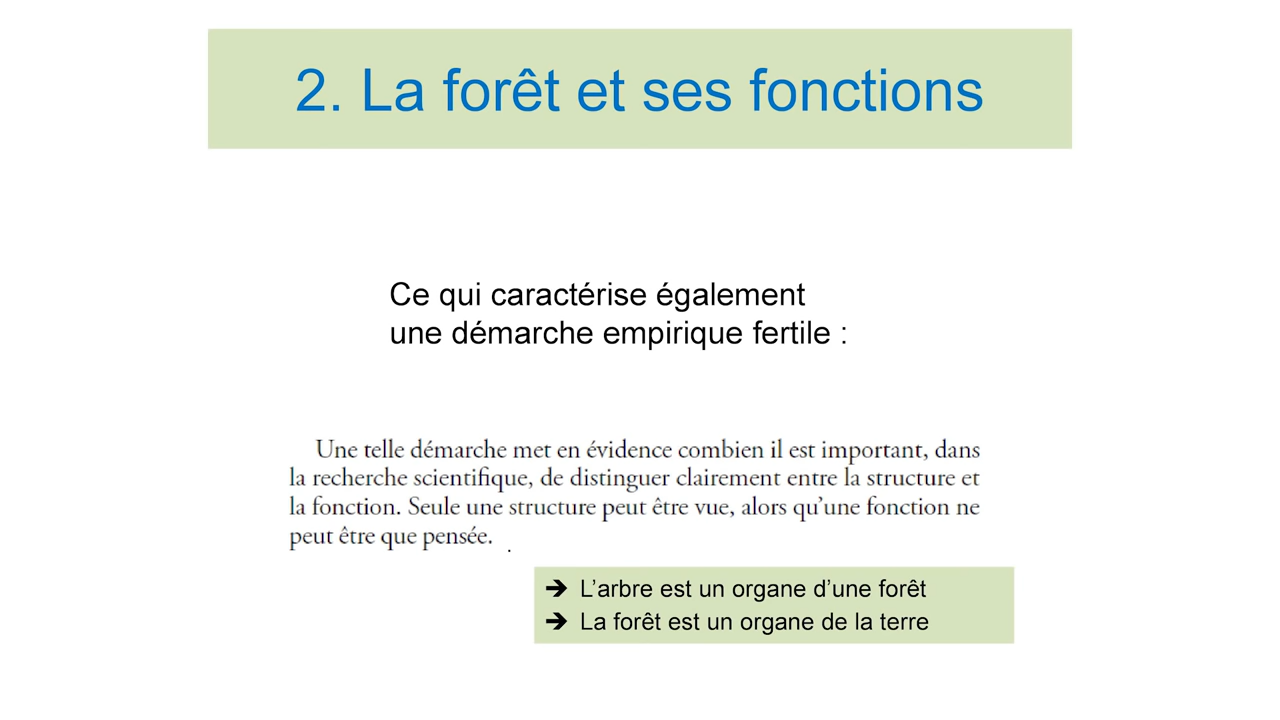 2. La forêt et ses fonctions
Ce qui caractérise également
une démarche empirique fertile :
Une telle démarche met en évidence combien il est important, dans
la recherche scientifique, de distinguer clairement entre la structure et
la fonction. Seule une structure peut être vue, alors qu’une fonction ne
peut être que pensée.
.
➔ L’arbre est un organe d’une forêt
➔ La forêt est un organe de la terre